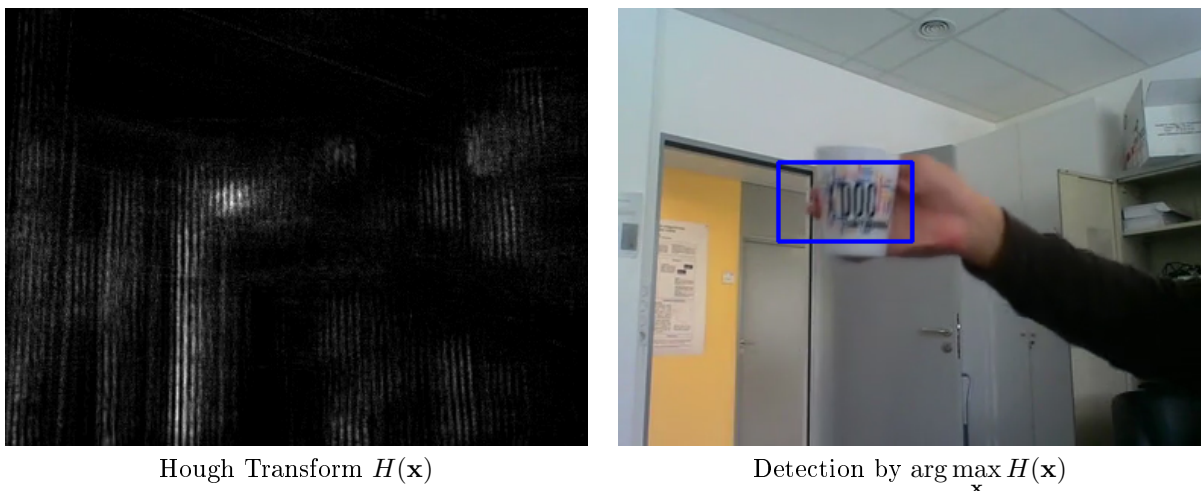 Hough Transform H(𝐱)
Detection by arg max H(𝐱)
𝐱